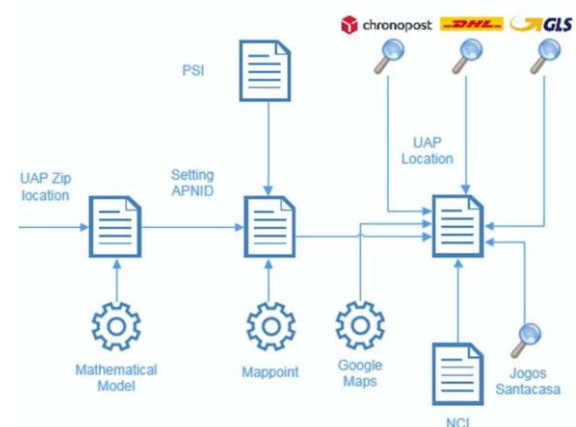 chronopost DHL GLS
PSI
UAP
Location
UAP Zip
location
Setting
APNID
Mathematical
Model
Mappoint
Google
Maps
Jogos
Santacasa
NCI